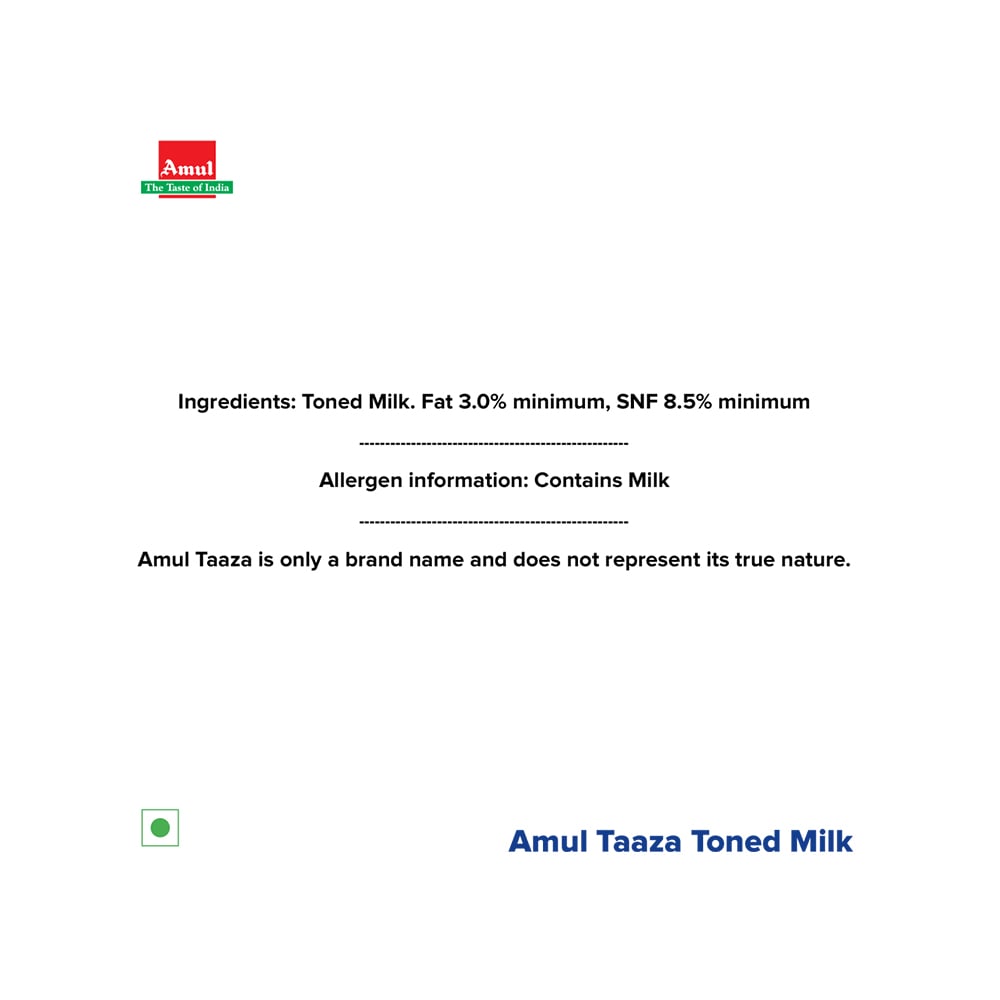 Amul
The Taste of India
Ingredients: Toned Milk. Fat 3.0% minimum, SNF 8.5% minimum
-----------------------------------------------------
Allergen information: Contains Milk
-----------------------------------------------------
Amul Taaza is only a brand name and does not represent its true nature.
Amul Taaza Toned Milk